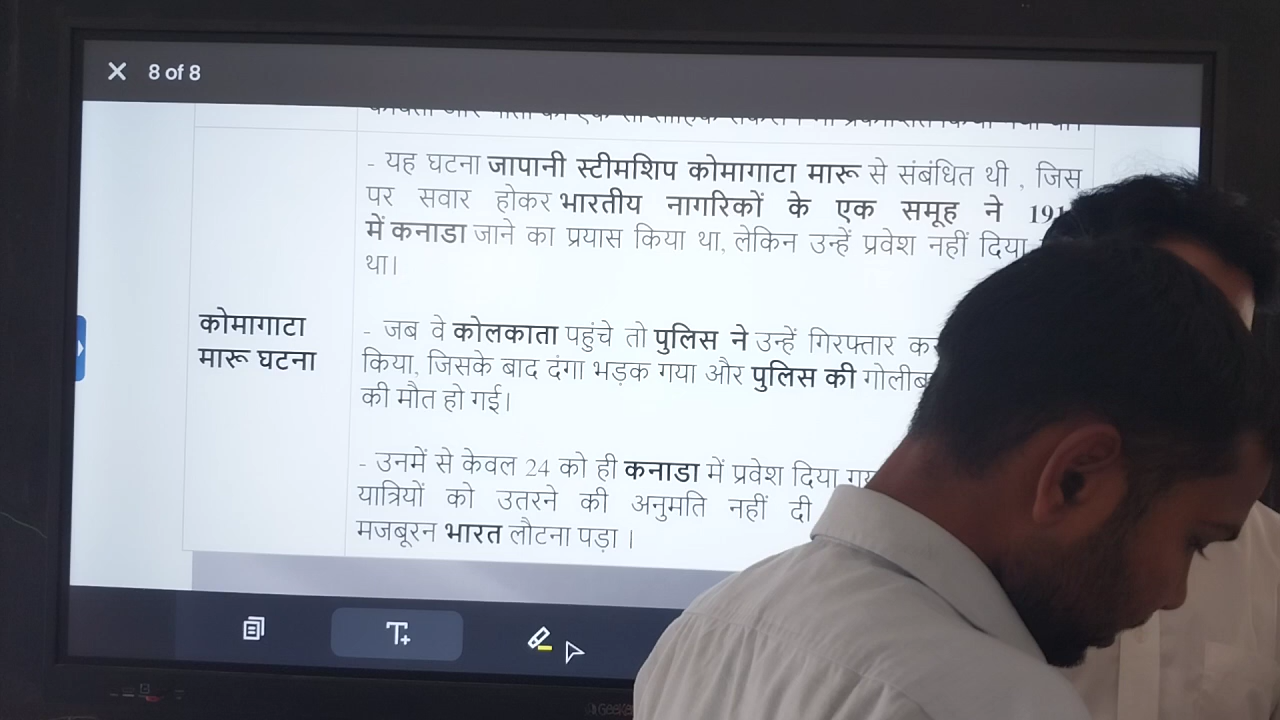 8 of 8
- यह घटना जापानी स्टीमशिप कोमागाटा मारू से संबंधित थी , जिस
पर सवार होकर भारतीय नागरिकों के एक समूह ने
में कनाडा जाने का प्रयास किया था, लेकिन उन्हें प्रवेश नहीं दिया
था।
कोमागाटा
मारू घटना
- जब वे कोलकाता पहुंचे तो पुलिस ने उन्हें गिरफ्तार
किया, जिसके बाद दंगा भड़क गया और पुलिस की
की मौत हो गई।
- उनमें से केवल 24 को ही कनाडा में प्रवेश दिया
यात्रियों को उतरने की अनुमति नहीं दी
मजबूरन भारत लौटना पड़ा ।